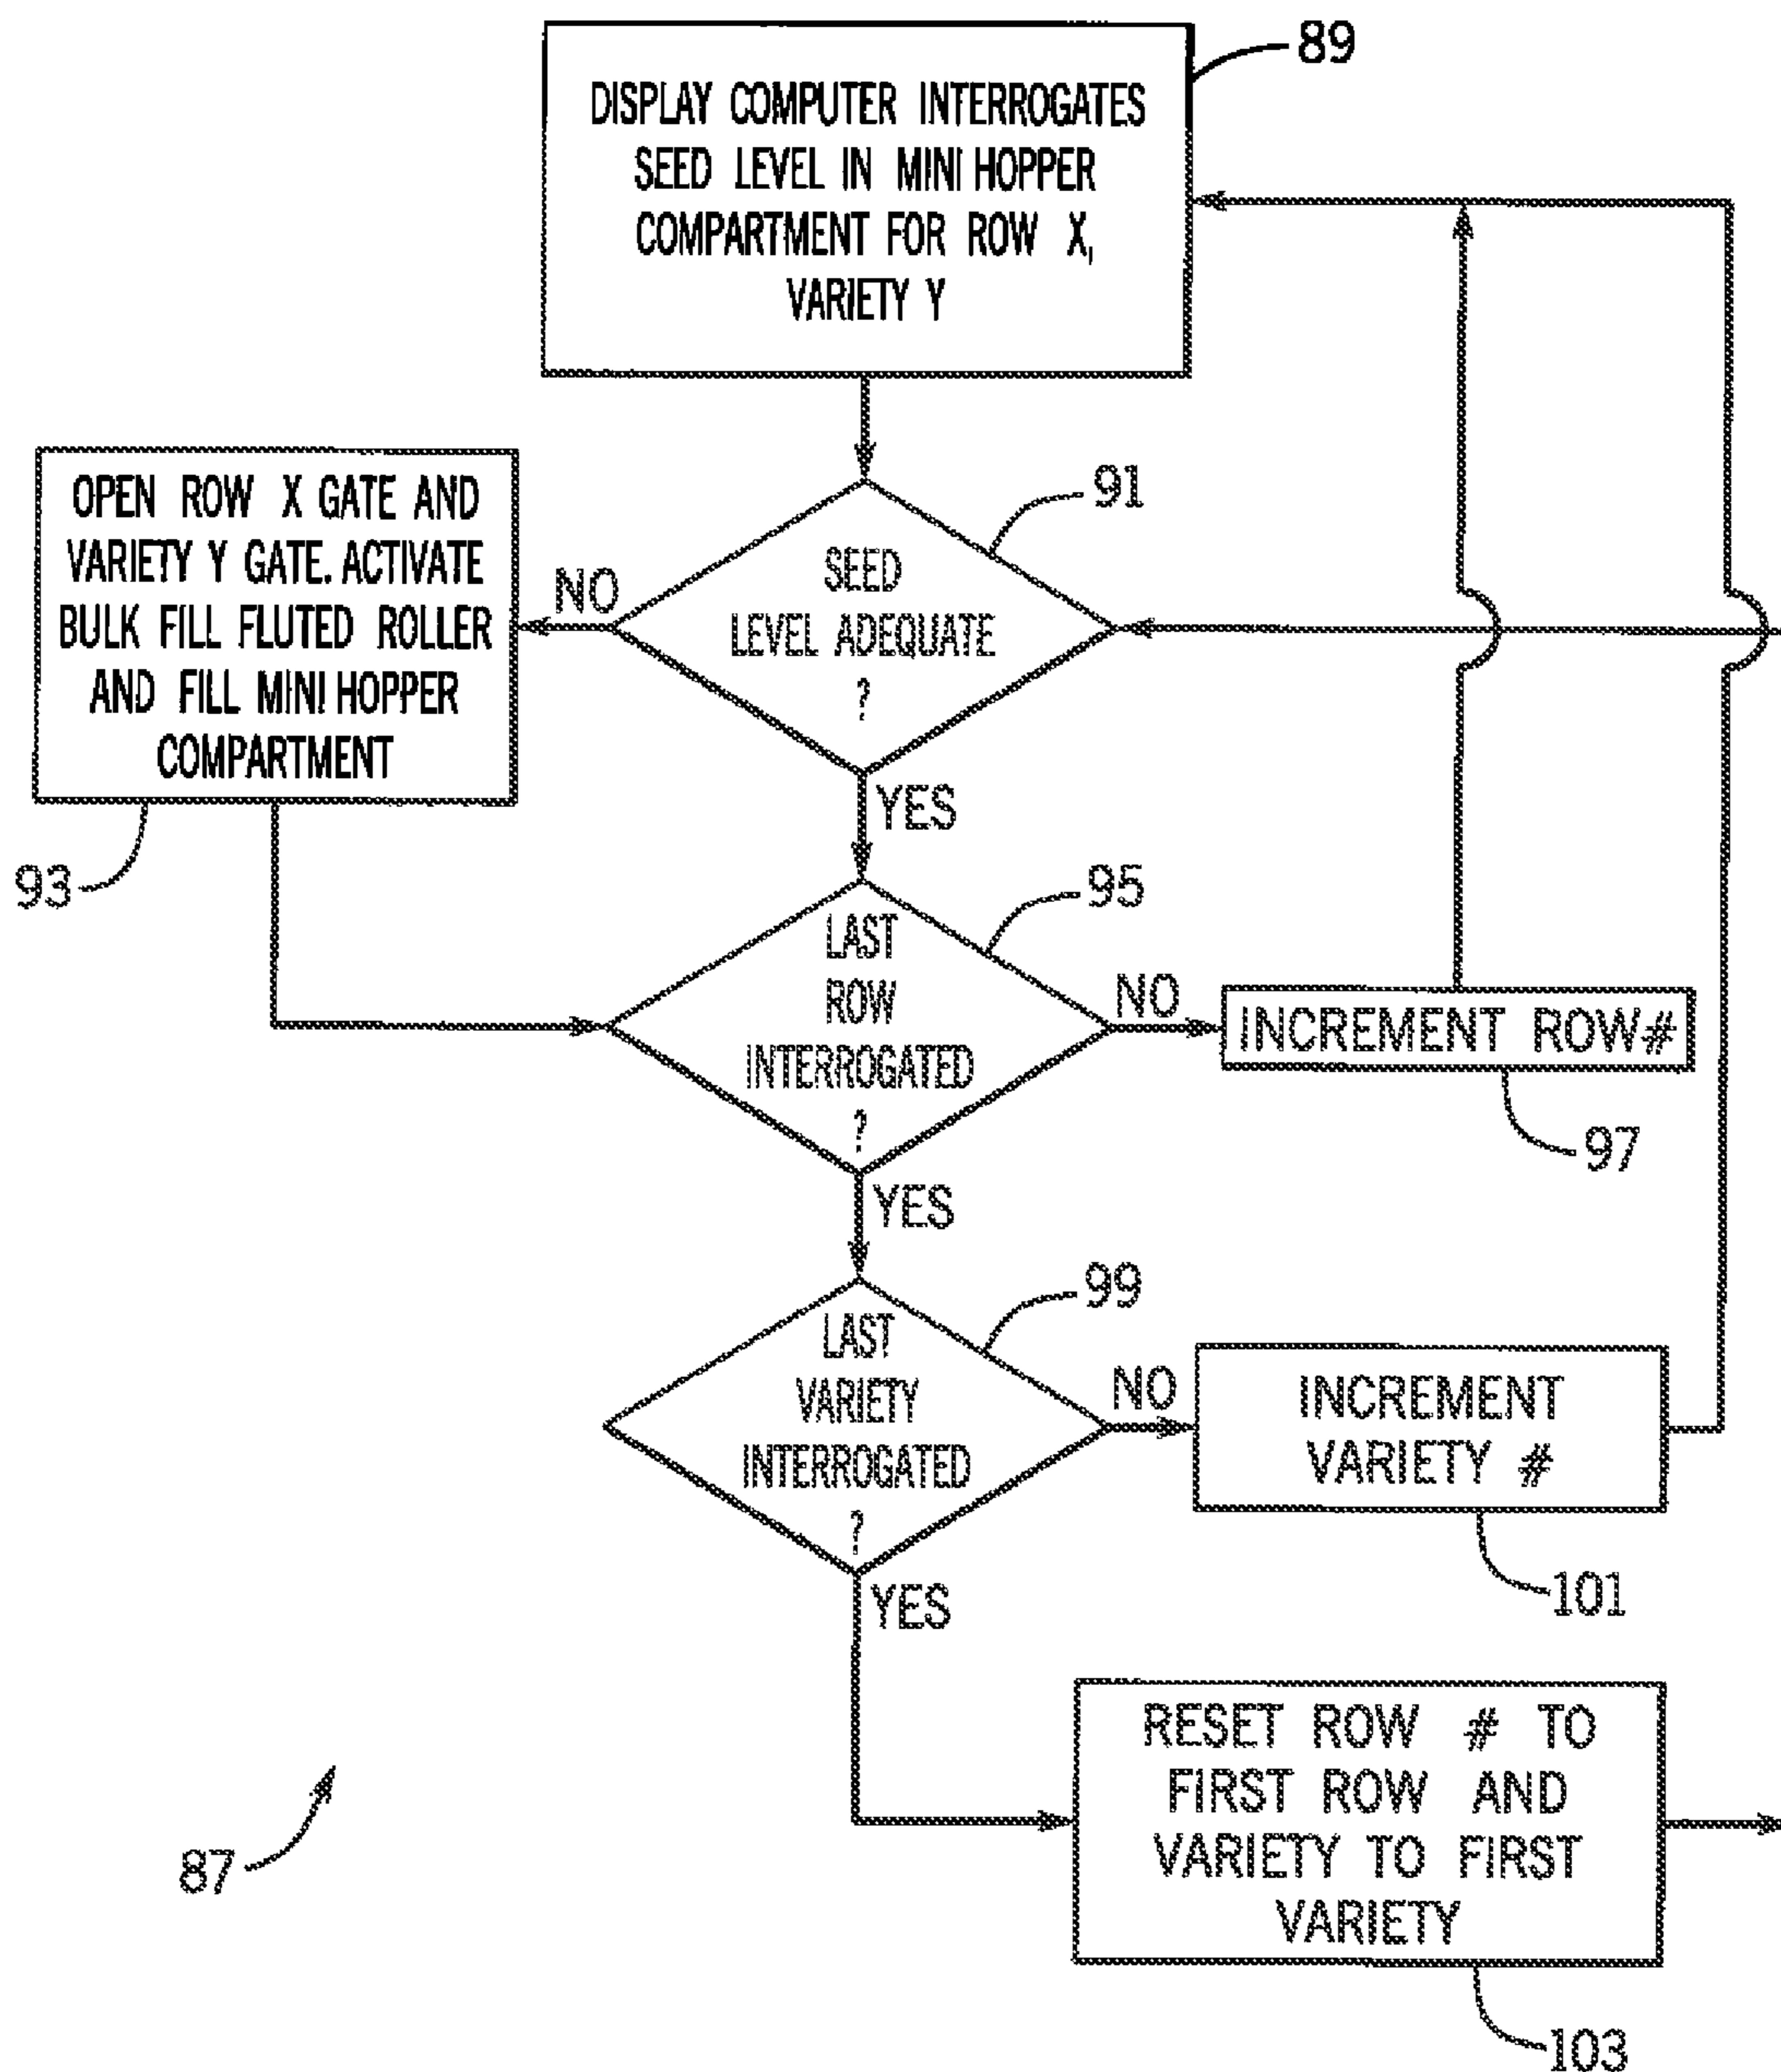 89
DISPLAY COMPUTER INTERROGATES
SEED LEVEL IN MINI HOPPER
COMPARTMENT FOR ROW X,
VARIETY Y
91
SEED
LEVEL ADEQUATE
?
NO
OPEN ROW X GATE AND
VARIETY Y GATE. ACTIVATE
BULK FILL FLUTED ROLLER
AND FILL MINI HOPPER
COMPARTMENT
93
YES
95
LAST
ROW
INTERROGATED
?
NO
INCREMENT ROW#
97
YES
99
LAST
VARIETY
INTERROGATED
?
NO
INCREMENT
VARIETY #
101
YES
RESET ROW # TO
FIRST ROW AND
VARIETY TO FIRST
VARIETY
103
87